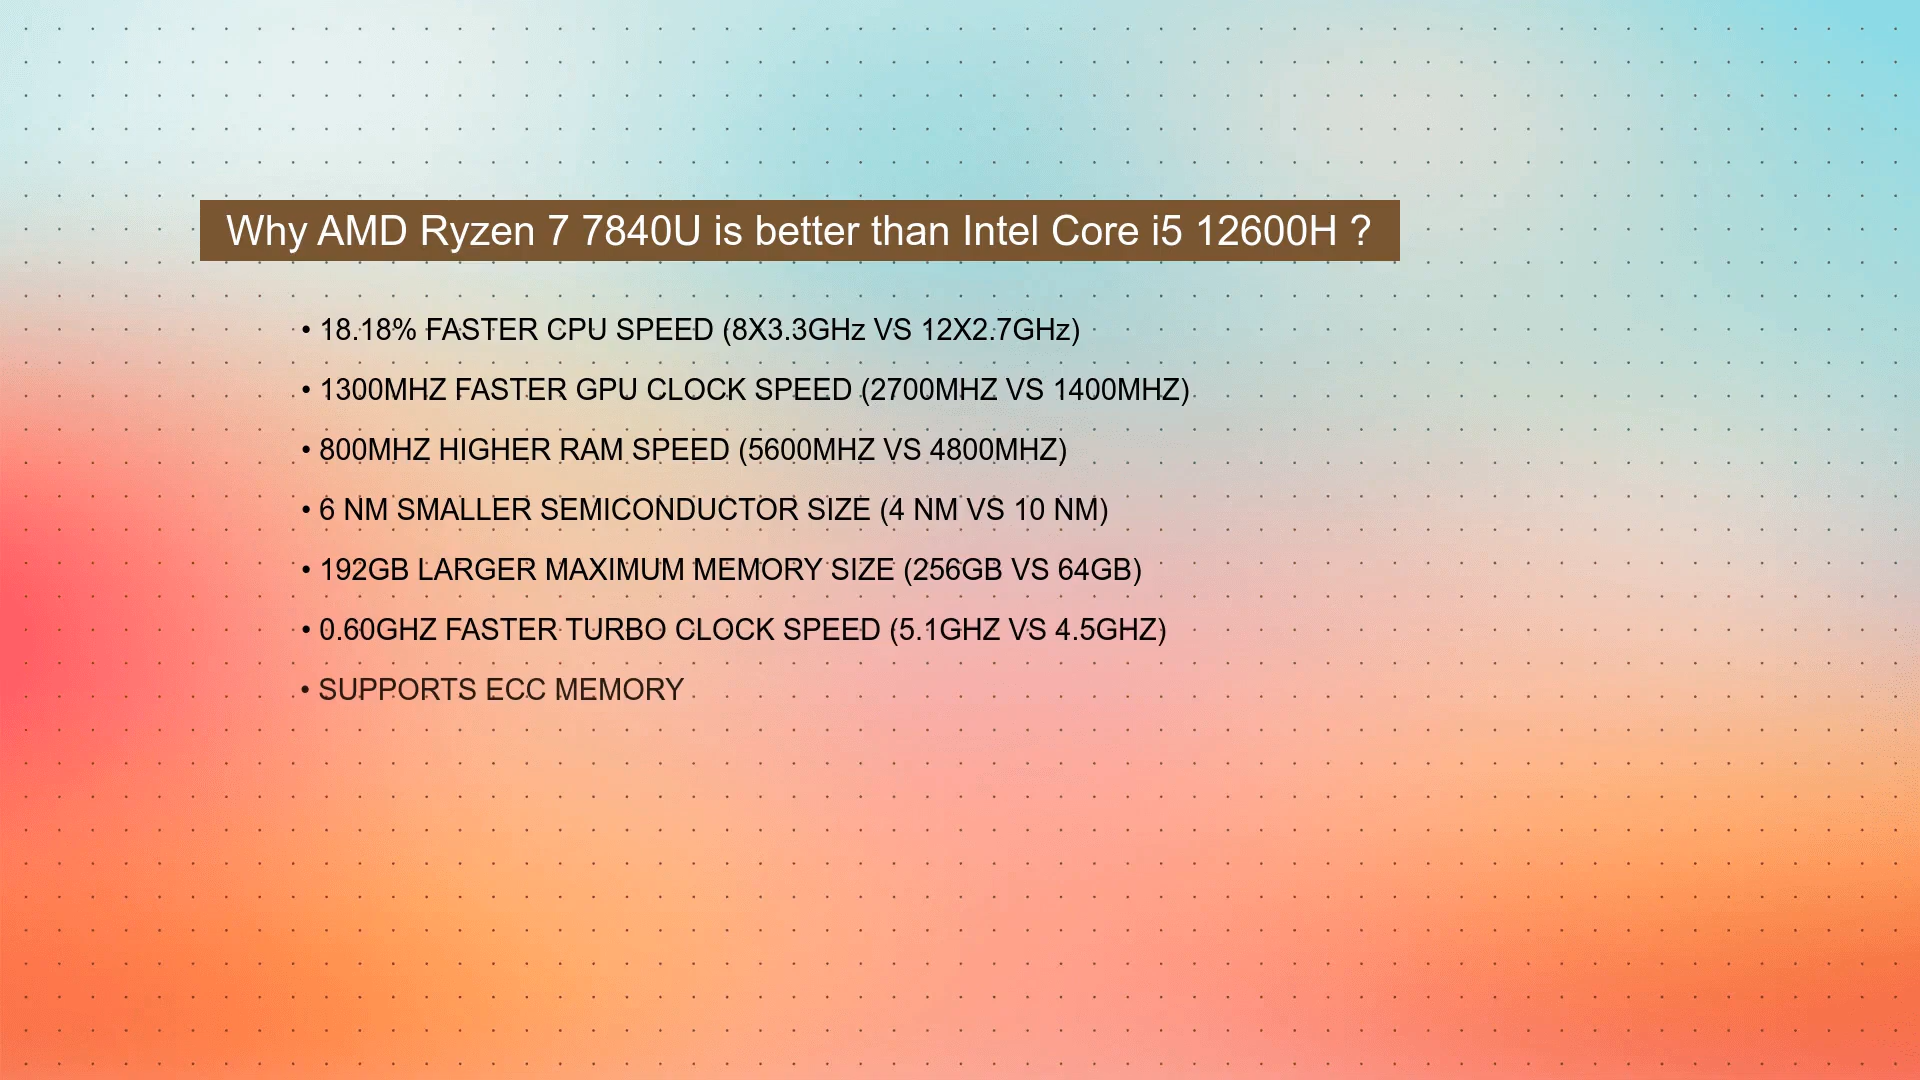 Why AMD Ryzen 7 7840U is better than Intel Core i5 12600H ?
• 18.18% FASTER CPU SPEED (8X3.3GHz VS 12X2.7GHz)
• 1300MHZ FASTER GPU CLOCK SPEED (2700MHZ VS 1400MHZ)
• 800MHZ HIGHER RAM SPEED (5600MHZ VS 4800MHZ)
• 6 NM SMALLER SEMICONDUCTOR SIZE (4 NM VS 10 NM)
• 192GB LARGER MAXIMUM MEMORY SIZE (256GB VS 64GB)
• 0.60GHZ FASTER TURBO CLOCK SPEED (5.1GHZ VS 4.5GHZ)
• SUPPORTS ECC MEMORY